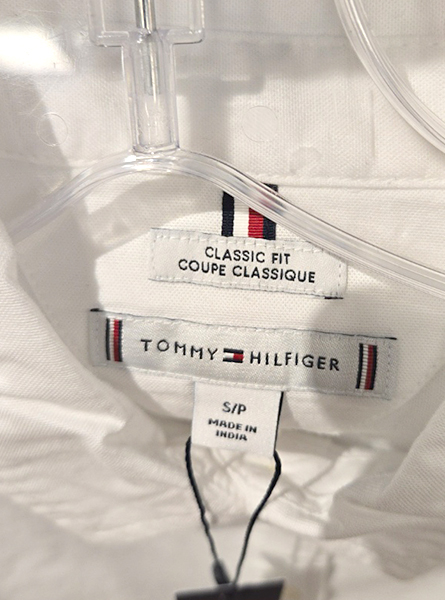 CLASSIC FIT
COUPE CLASSIQUE
TOMMY HILFIGER
S/P
MADE IN
INDIA